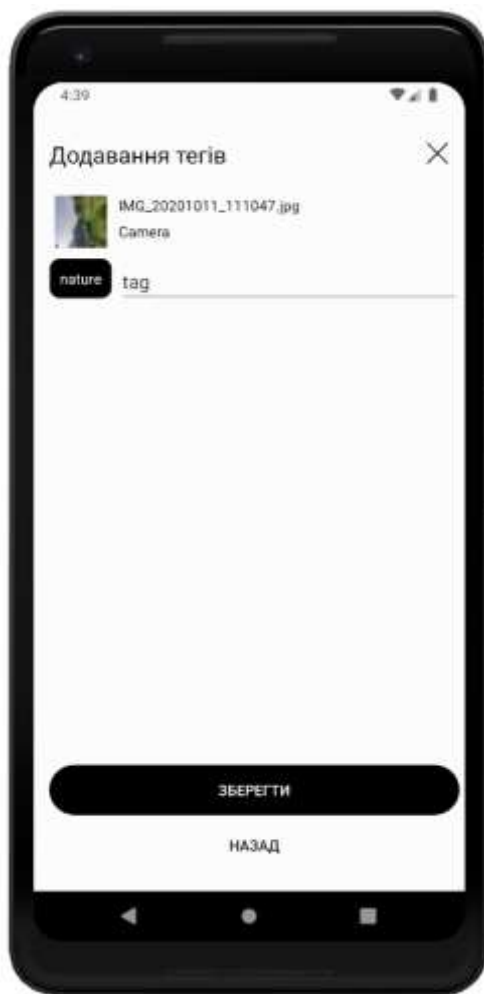 4:39
Додавання тегів
IMG_20201011_111047.jpg
Camera
nature tag
ЗБЕРЕГТИ
НАЗАД